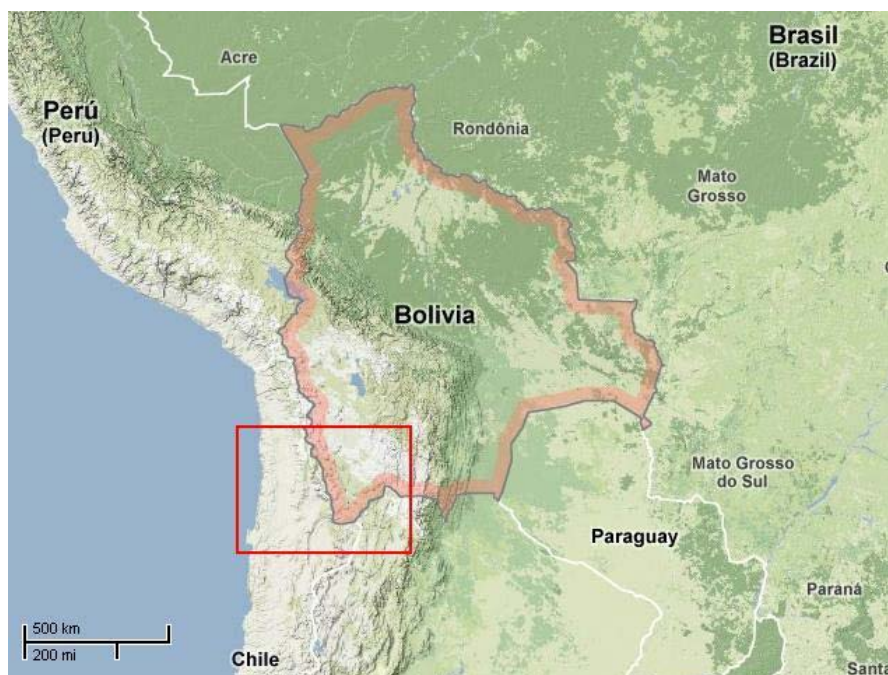 Brasil
(Brazil)
Acre
Perú
(Peru)
Rondônia
Mato
Grosso
Bolivia
Mato Grosso
do Sul
Paraguay
Paraná
500 km
200 mi
Chile
Santa